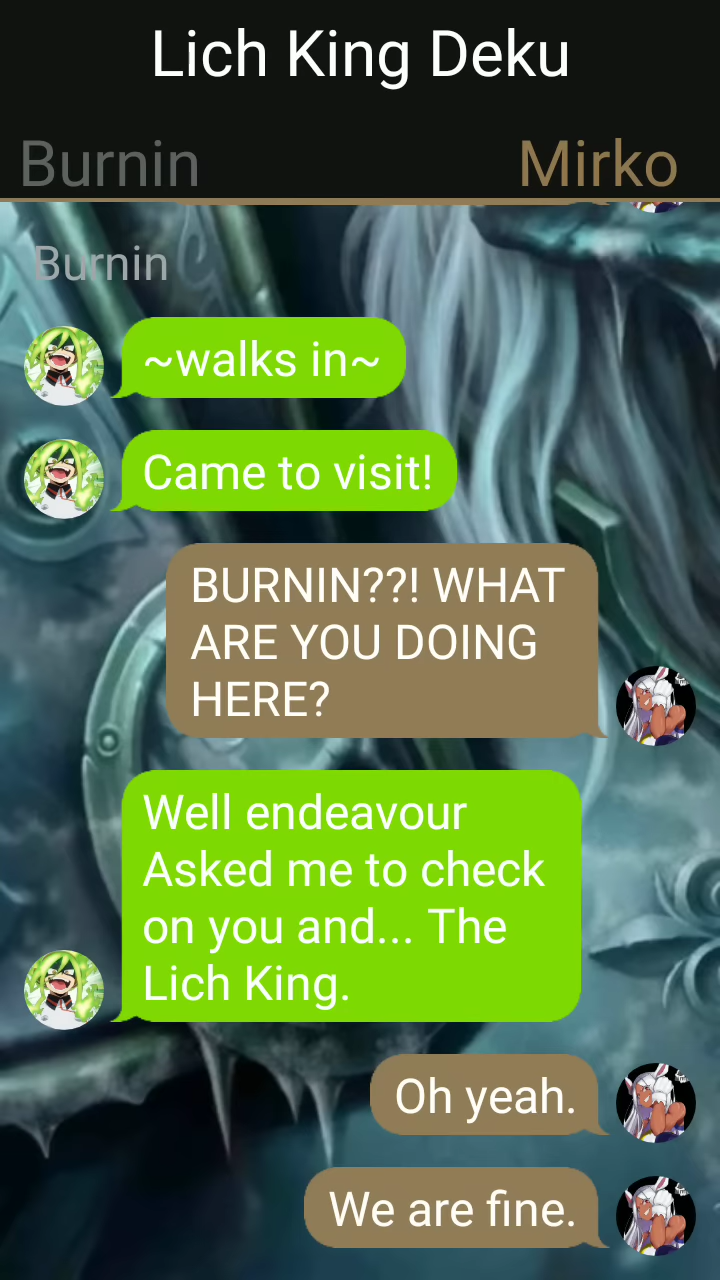 Lich King Deku
Burnin
Mirko
Burnin
~walks in~
Came to visit!
BURNIN??! WHAT
ARE YOU DOING
HERE?
Well endeavour
Asked me to check
on you and... The
Lich King.
Oh yeah.
We are fine.